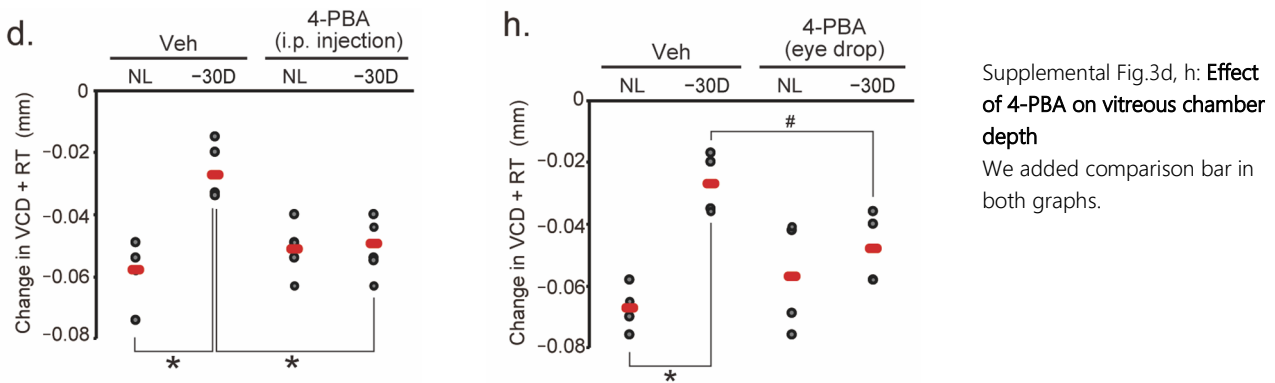 d.
Veh
4-PBA
(i.p. injection)
NL
−30D
NL
−30D
Change in VCD + RT (mm)
0
−0.02
−0.04
−0.06
−0.08
*
*
h.
Veh
4-PBA
(eye drop)
NL
−30D
NL
−30D
Change in VCD + RT (mm)
0
−0.02
−0.04
−0.06
−0.08
#
*
Supplemental Fig.3d, h: Effect
of 4-PBA on vitreous chamber
depth
We added comparison bar in
both graphs.